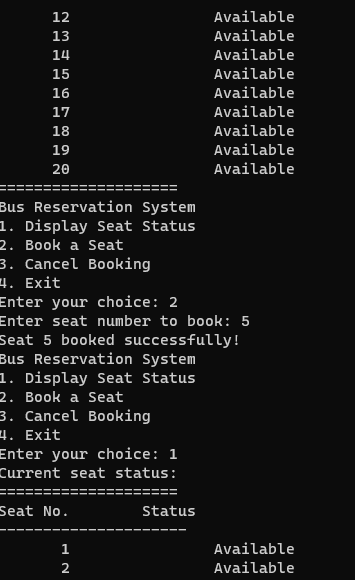 12 Available
13 Available
14 Available
15 Available
16 Available
17 Available
18 Available
19 Available
20 Available
====================
Bus Reservation System
1. Display Seat Status
2. Book a Seat
3. Cancel Booking
4. Exit
Enter your choice: 2
Enter seat number to book: 5
Seat 5 booked successfully!
Bus Reservation System
1. Display Seat Status
2. Book a Seat
3. Cancel Booking
4. Exit
Enter your choice: 1
Current seat status:
====================
Seat No. Status
---------------------
1 Available
2 Available